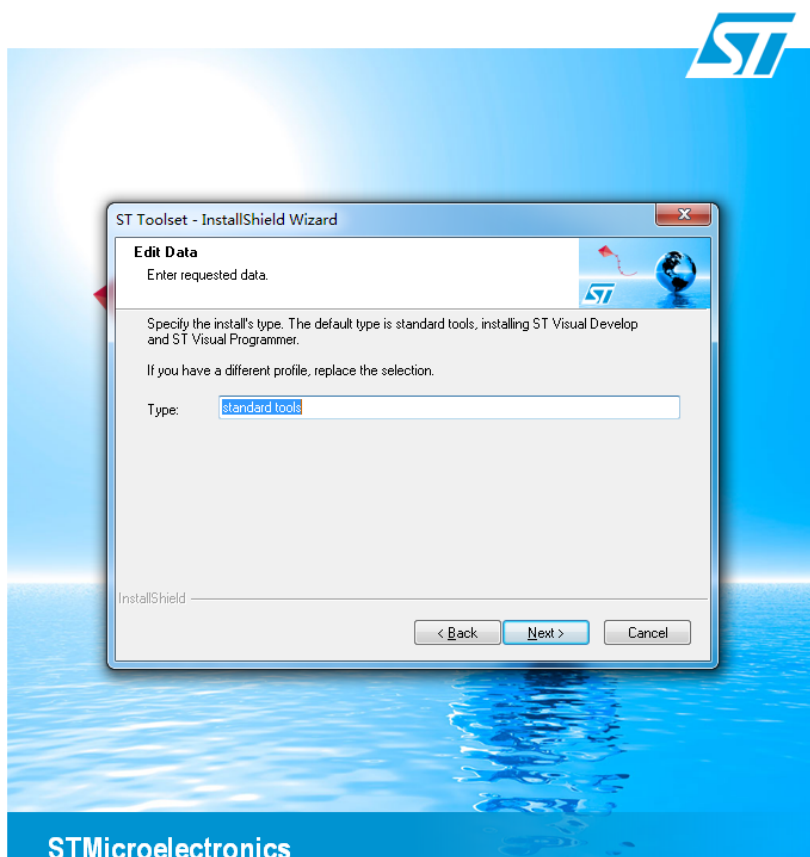 ST
ST Toolset - InstallShield Wizard
Edit Data
Enter requested data.
ST
Specify the install's type. The default type is standard tools, installing ST Visual Develop
and ST Visual Programmer.
If you have a different profile, replace the selection.
Type: standard tools
InstallShield
< Back Next > Cancel
STMicroelectronics